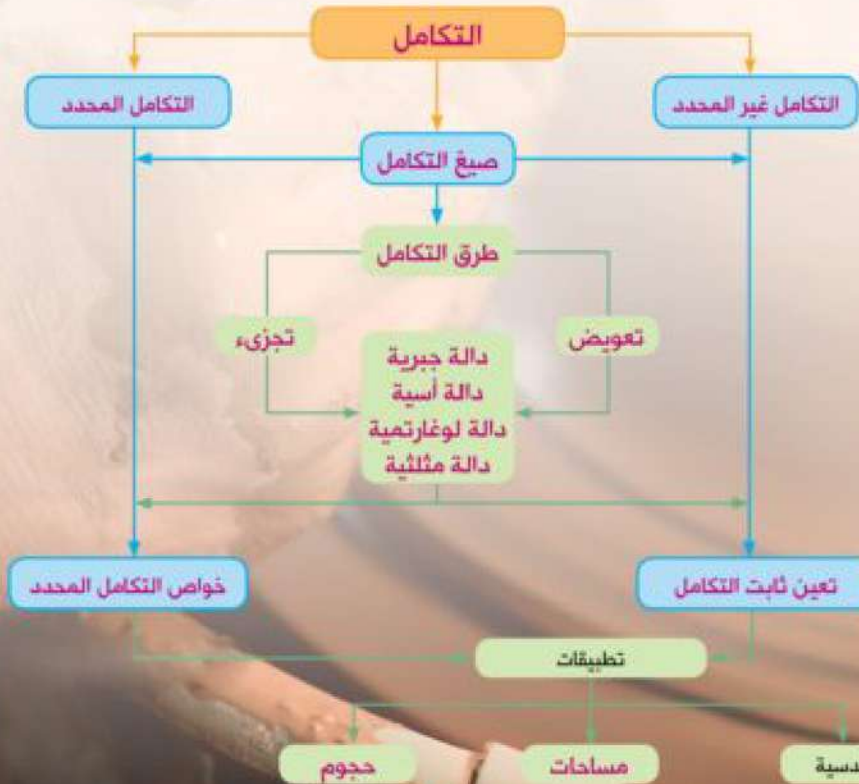 التكامل
التكامل غير المحدد
التكامل المحدد
صيغ التكامل
طرق التكامل
تعويض
تجزىء
دالة جبرية
دالة أسية
دالة لوغارتمية
دالة مثلثية
تعين ثابت التكامل
خواص التكامل المحدد
تطبيقات
مساحات
حجوم